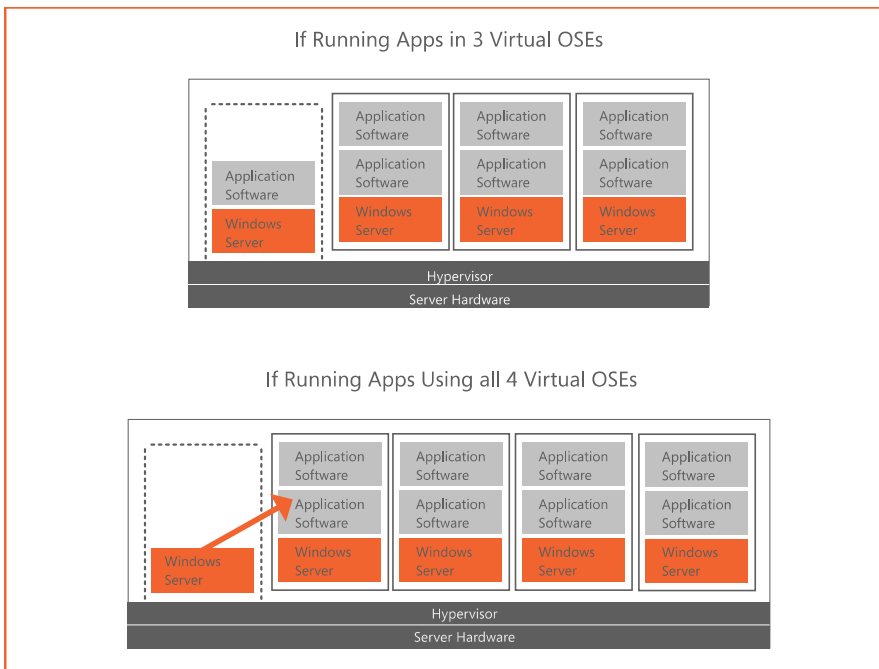 If Running Apps in 3 Virtual OSEs
Application
Software
Windows
Server
Application
Software
Application
Software
Windows
Server
Application
Software
Application
Software
Windows
Server
Application
Software
Application
Software
Windows
Server
Hypervisor
Server Hardware
If Running Apps Using all 4 Virtual OSEs
Windows
Server
Application
Software
Application
Software
Windows
Server
Application
Software
Application
Software
Windows
Server
Application
Software
Application
Software
Windows
Server
Application
Software
Application
Software
Windows
Server
Hypervisor
Server Hardware